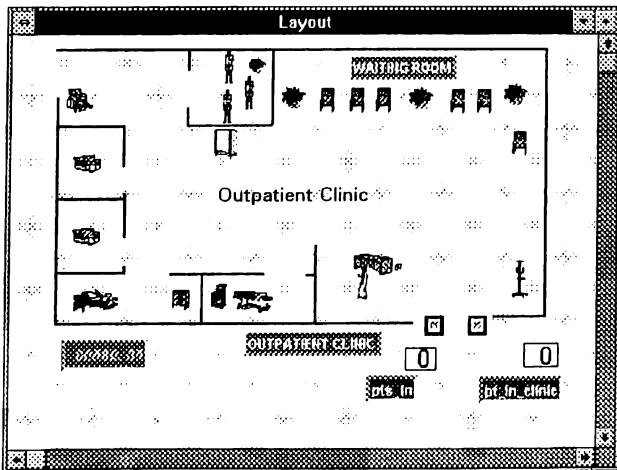 Layout
WAITING ROOM
Outpatient Clinic
OUTPATIENT CLINIC
0 0
pts_in pt_in_clinic